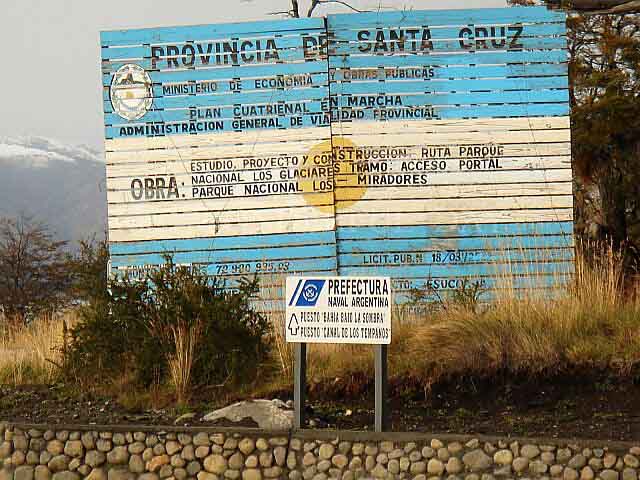 PROVINCIA DE SANTA CRUZ
MINISTERIO DE ECONOMIA Y OBRAS PUBLICAS
PLAN CUATRIENAL EN MARCHA
ADMINISTRACION GENERAL DE VIALIDAD PROVINCIAL
OBRA:
ESTUDIO, PROYECTO Y CONSTRUCCION: RUTA PARQUE
NACIONAL LOS GLACIARES TRAMO: ACCESO PORTAL
PARQUE NACIONAL LOS - MIRADORES
LICIT. PUB. N 18/03
PREFECTURA
NAVAL ARGENTINA
PUESTO "BAHIA BAJO LA SOMBRA"
PUESTO "CANAL DE LOS TEMPANOS"